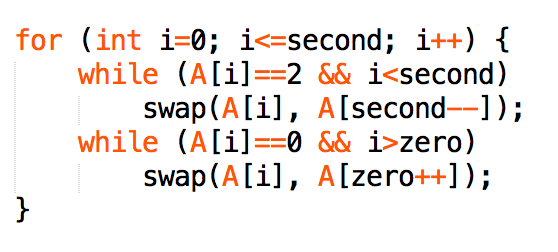 for (int i=0; i<=second; i++) {
    while (A[i]==2 && i<second)
        swap(A[i], A[second--]);
    while (A[i]==0 && i>zero)
        swap(A[i], A[zero++]);
}